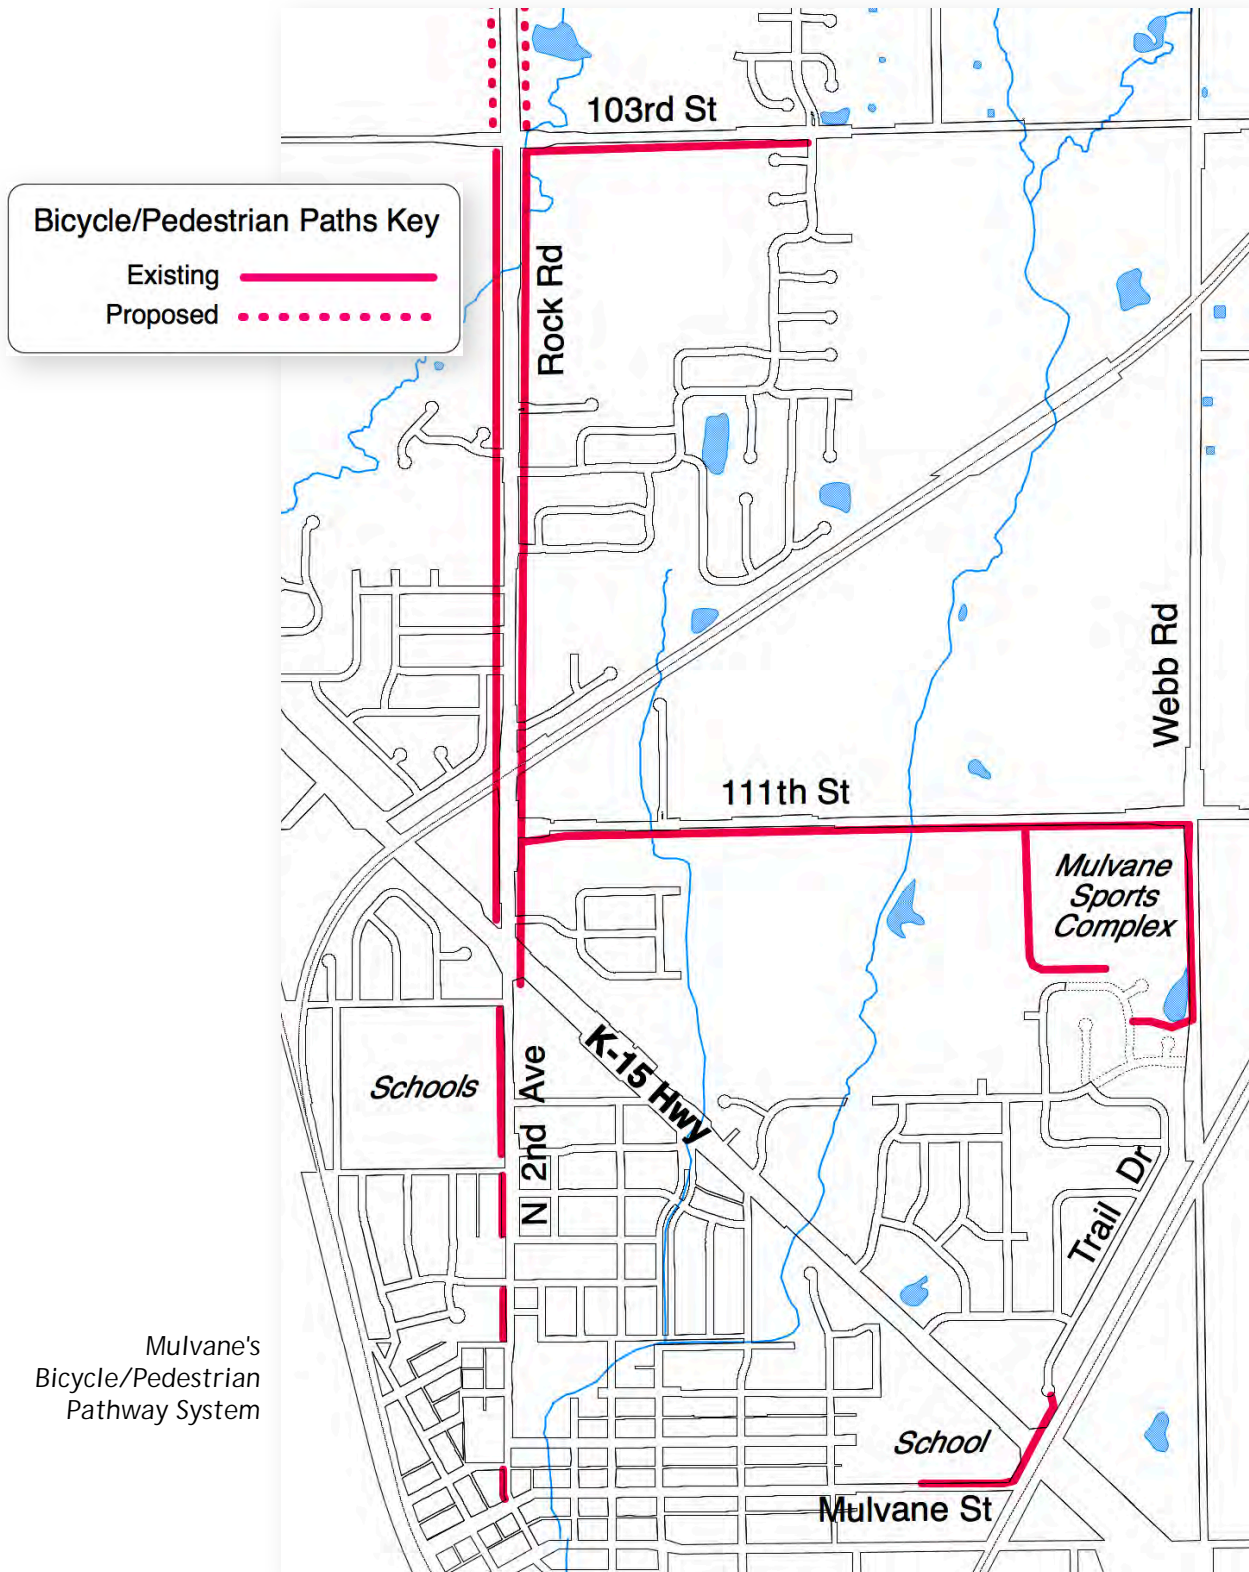 103rd St
Bicycle/Pedestrian Paths Key
Existing
Proposed
Rock Rd
Webb Rd
111th St
Mulvane
Sports
Complex
K-15 Hwy
Schools
N 2nd Ave
Trail Dr
Mulvane's
Bicycle/Pedestrian
Pathway System
School
Mulvane St